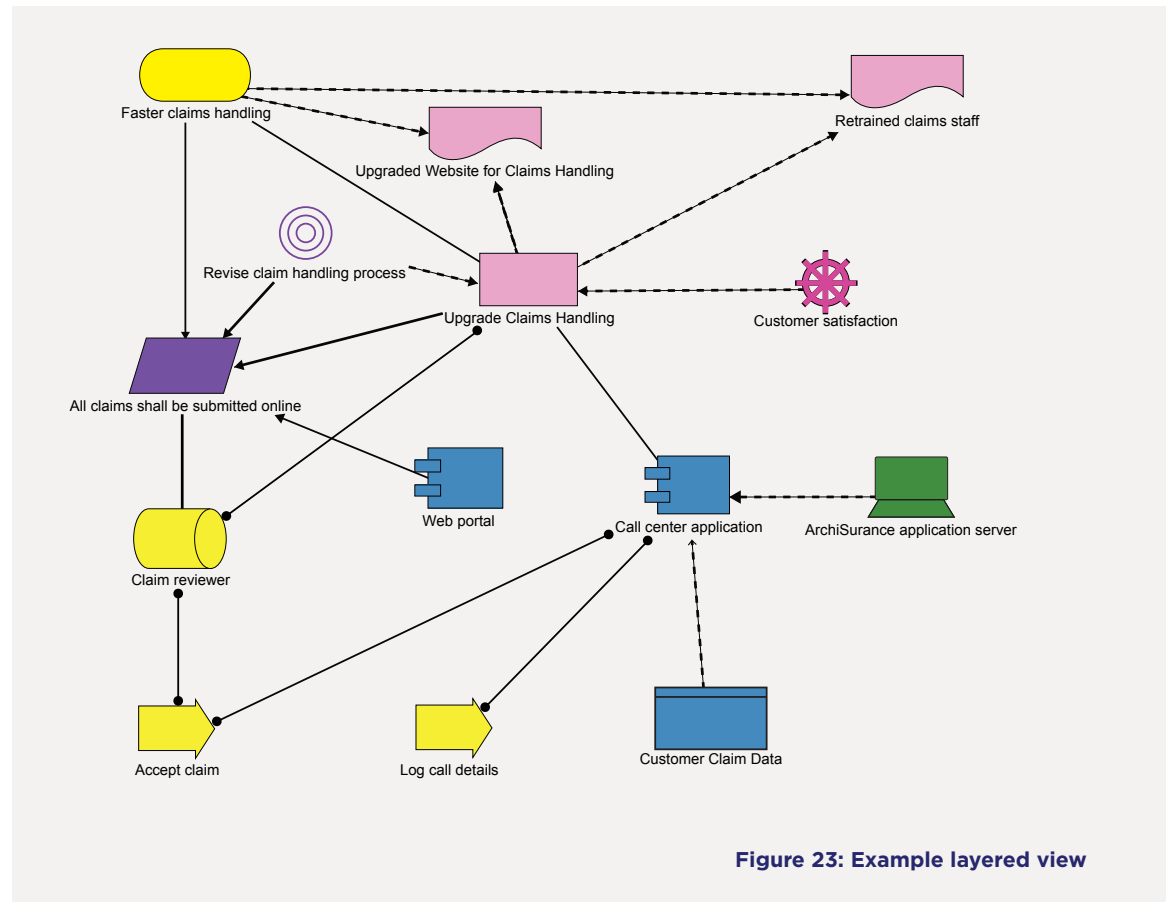 Faster claims handling
Retrained claims staff
Upgraded Website for Claims Handling
Revise claim handling process
Upgrade Claims Handling
Customer satisfaction
All claims shall be submitted online
Web portal
Call center application
ArchiSurance application server
Claim reviewer
Accept claim
Log call details
Customer Claim Data
Figure 23: Example layered view